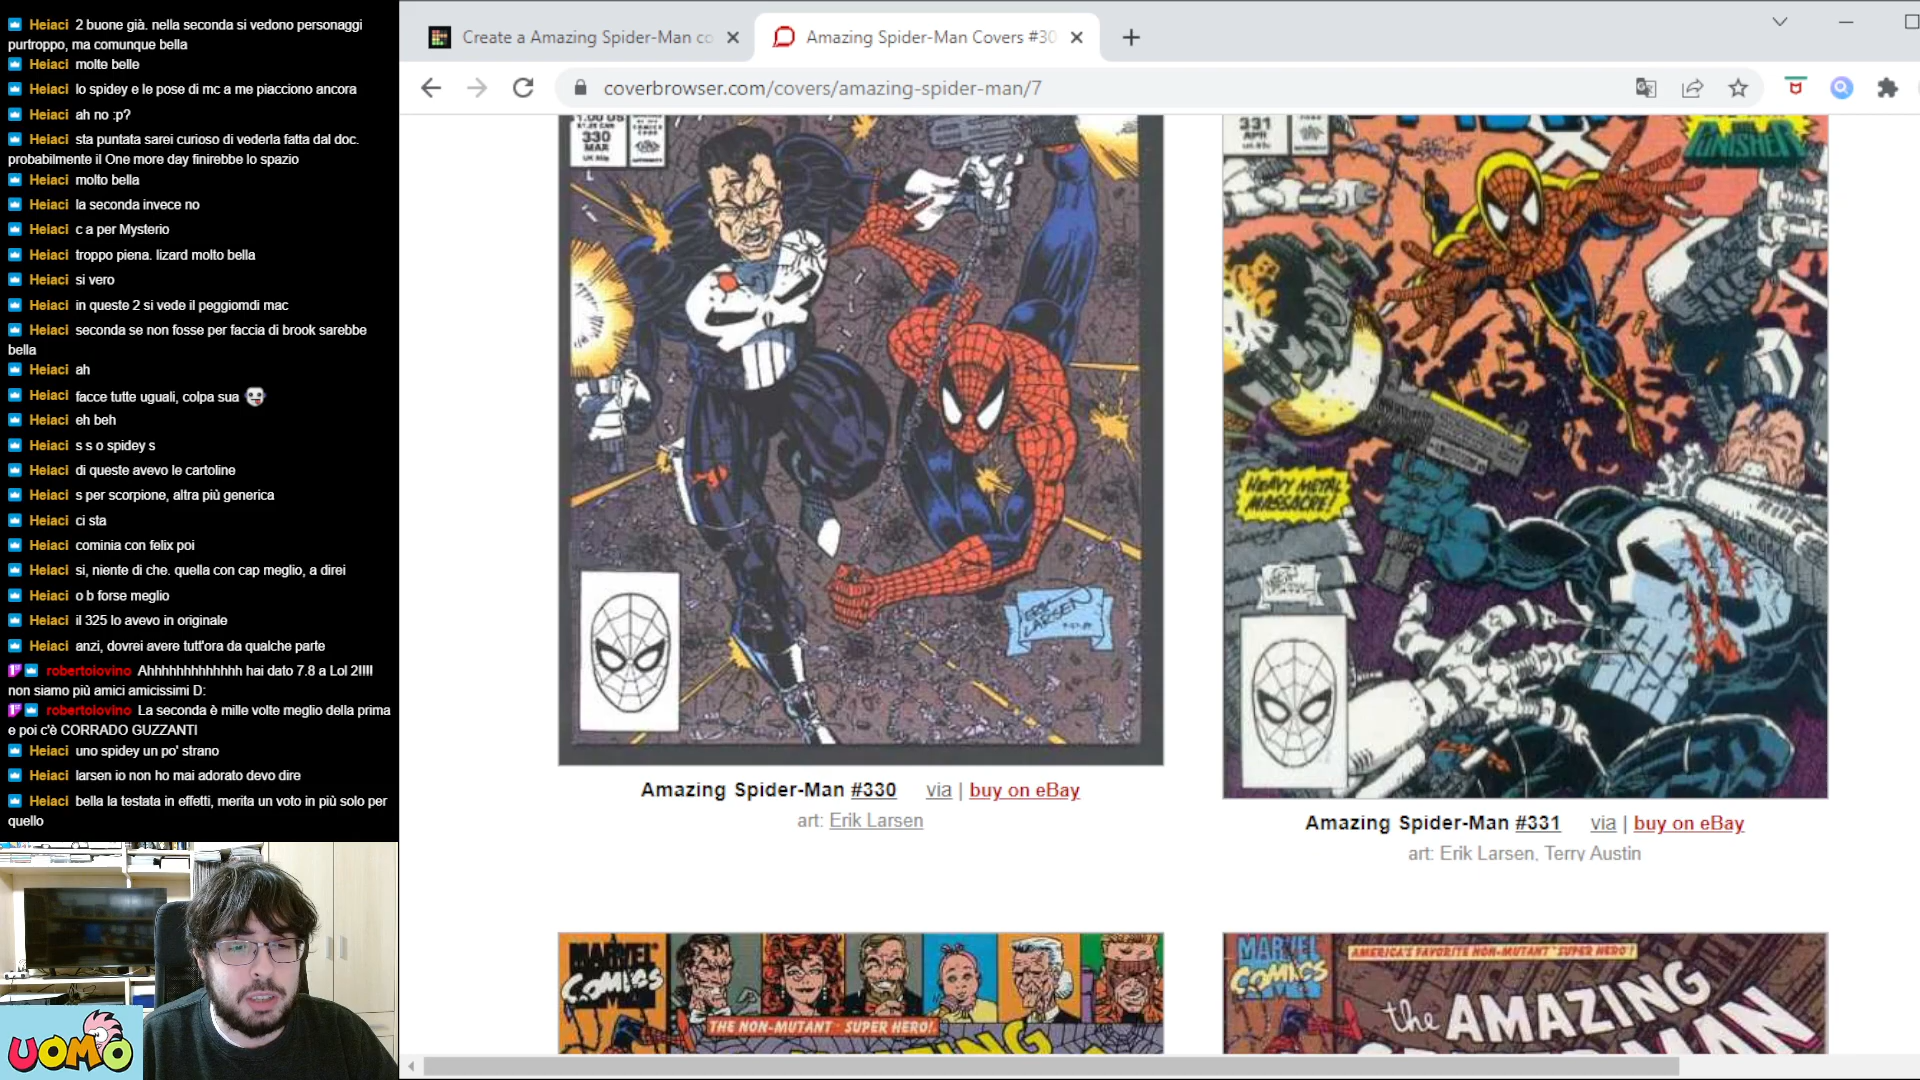 Heiaci 2 buone già. nella seconda si vedono personaggi
purtroppo, ma comunque bella
Heiaci molte belle
Heiaci lo spidey e le pose di mc a me piacciono ancora
Heiaci ah no :p?
Heiaci sta puntata sarei curioso di vederla fatta dal doc.
probabilmente il One more day finirebbe lo spazio
Heiaci molto bella
Heiaci la seconda invece no
Heiaci c a per Mysterio
Heiaci troppo piena. lizard molto bella
Heiaci si vero
Heiaci in queste 2 si vede il peggiomdi mac
Heiaci seconda se non fosse per faccia di brook sarebbe
bella
Heiaci ah
Heiaci facce tutte uguali, colpa sua
Heiaci eh beh
Heiaci s s o spidey s
Heiaci di queste avevo le cartoline
Heiaci s per scorpione, altra più generica
Heiaci ci sta
Heiaci cominia con felix poi
Heiaci si, niente di che. quella con cap meglio, a direi
Heiaci o b forse meglio
Heiaci il 325 lo avevo in originale
Heiaci anzi, dovrei avere tutt'ora da qualche parte
robertoiovino Ahhhhhhhhhhhhh hai dato 7.8 a Lol 2!!!!
non siamo più amici amicissimi D:
robertoiovino La seconda è mille volte meglio della prima
e poi c'è CORRADO GUZZANTI
Heiaci uno spidey un po' strano
Heiaci larsen io non ho mai adorato devo dire
Heiaci bella la testata in effetti, merita un voto in più solo per
quello
UOMO
Create a Amazing Spider-Man co
Amazing Spider-Man Covers #30
coverbrowser.com/covers/amazing-spider-man/7
$1.00 US
330
MAR
ERIK
LARSEN
Amazing Spider-Man #330 via | buy on eBay
art: Erik Larsen
331
APR
PUNISHER
HEAVY METAL
MASSACRE!
Amazing Spider-Man #331 via | buy on eBay
art: Erik Larsen, Terry Austin
MARVEL
COMICS
THE NON-MUTANT SUPER HERO!
AMAZING
MARVEL
COMICS
AMERICA'S FAVORITE NON-MUTANT SUPER HERO!
the AMAZING
SPIDER-MAN